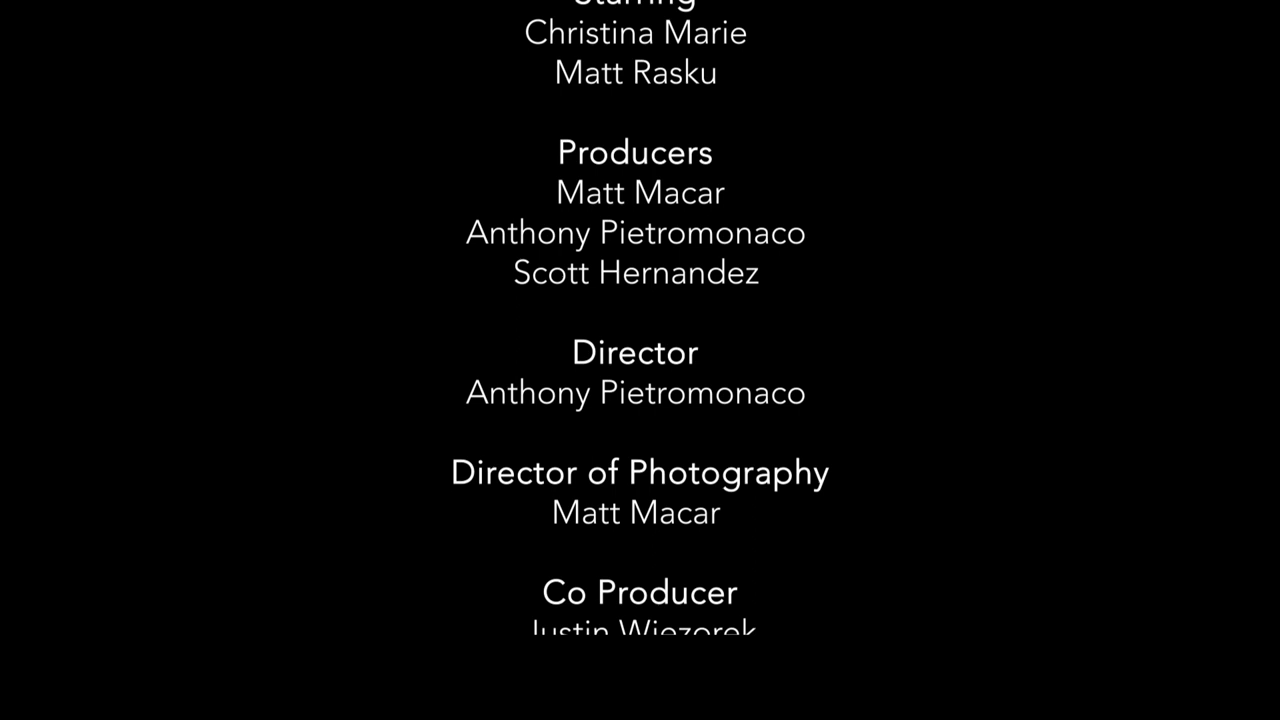 Starring
Christina Marie
Matt Rasku
Producers
Matt Macar
Anthony Pietromonaco
Scott Hernandez
Director
Anthony Pietromonaco
Director of Photography
Matt Macar
Co Producer
Justin Wiezorek